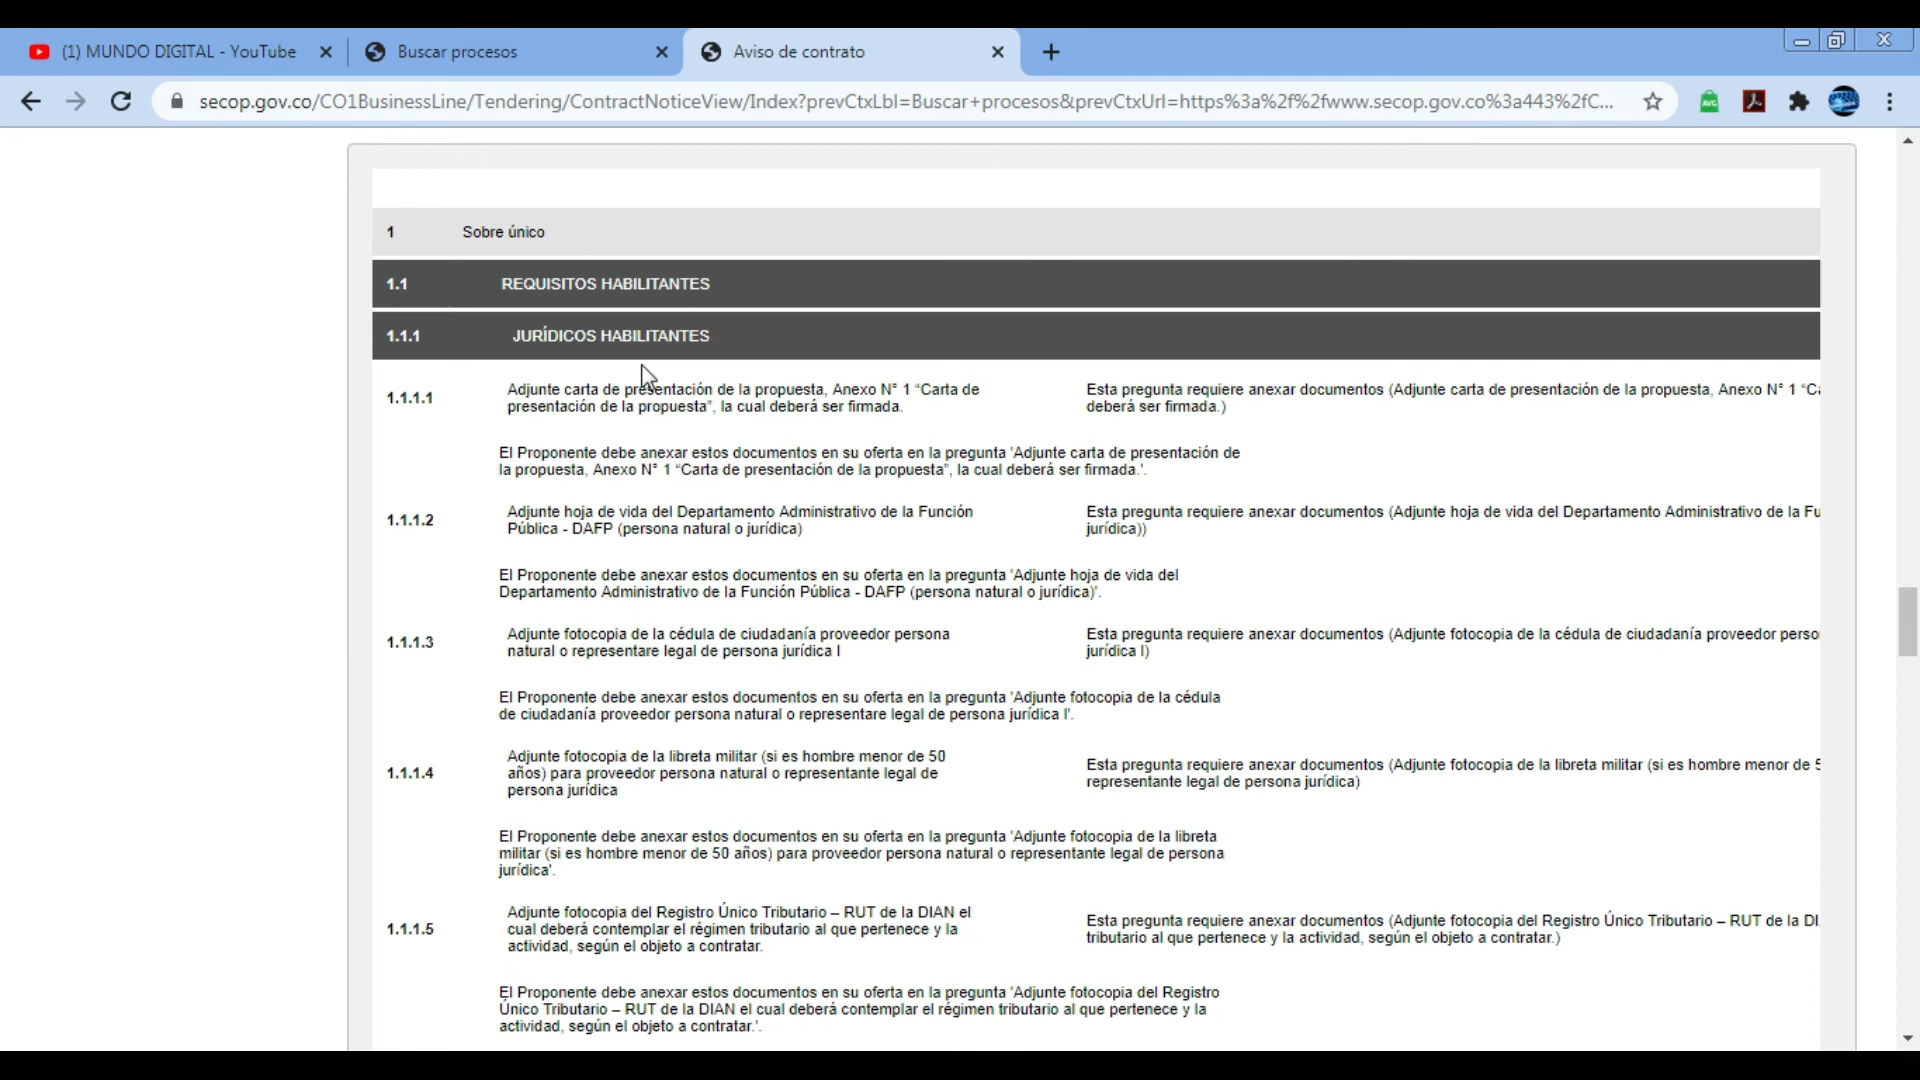 (1) MUNDO DIGITAL - YouTube
Buscar procesos
Aviso de contrato
secop.gov.co/CO1BusinessLine/Tendering/ContractNoticeView/Index?prevCtxLbl=Buscar+procesos&prevCtxUrl=https%3a%2f%2fwww.secop.gov.co%3a443%2fC...
1 Sobre único
1.1 REQUISITOS HABILITANTES
1.1.1 JURÍDICOS HABILITANTES
1.1.1.1
Adjunte carta de presentación de la propuesta, Anexo N° 1 “Carta de
presentación de la propuesta”, la cual deberá ser firmada.
Esta pregunta requiere anexar documentos (Adjunte carta de presentación de la propuesta, Anexo N° 1 “Ca
deberá ser firmada.)
El Proponente debe anexar estos documentos en su oferta en la pregunta 'Adjunte carta de presentación de
la propuesta, Anexo N° 1 “Carta de presentación de la propuesta”, la cual deberá ser firmada.'.
1.1.1.2
Adjunte hoja de vida del Departamento Administrativo de la Función
Pública - DAFP (persona natural o jurídica)
Esta pregunta requiere anexar documentos (Adjunte hoja de vida del Departamento Administrativo de la Fu
jurídica))
El Proponente debe anexar estos documentos en su oferta en la pregunta 'Adjunte hoja de vida del
Departamento Administrativo de la Función Pública - DAFP (persona natural o jurídica)'.
1.1.1.3
Adjunte fotocopia de la cédula de ciudadanía proveedor persona
natural o representare legal de persona jurídica I
Esta pregunta requiere anexar documentos (Adjunte fotocopia de la cédula de ciudadanía proveedor perso
jurídica I)
El Proponente debe anexar estos documentos en su oferta en la pregunta 'Adjunte fotocopia de la cédula
de ciudadanía proveedor persona natural o representare legal de persona jurídica I'.
1.1.1.4
Adjunte fotocopia de la libreta militar (si es hombre menor de 50
años) para proveedor persona natural o representante legal de
persona jurídica
Esta pregunta requiere anexar documentos (Adjunte fotocopia de la libreta militar (si es hombre menor de 5
representante legal de persona jurídica)
El Proponente debe anexar estos documentos en su oferta en la pregunta 'Adjunte fotocopia de la libreta
militar (si es hombre menor de 50 años) para proveedor persona natural o representante legal de persona
jurídica'.
1.1.1.5
Adjunte fotocopia del Registro Único Tributario – RUT de la DIAN el
cual deberá contemplar el régimen tributario al que pertenece y la
actividad, según el objeto a contratar.
Esta pregunta requiere anexar documentos (Adjunte fotocopia del Registro Único Tributario – RUT de la DI
tributario al que pertenece y la actividad, según el objeto a contratar.)
El Proponente debe anexar estos documentos en su oferta en la pregunta 'Adjunte fotocopia del Registro
Único Tributario – RUT de la DIAN el cual deberá contemplar el régimen tributario al que pertenece y la
actividad, según el objeto a contratar.'.